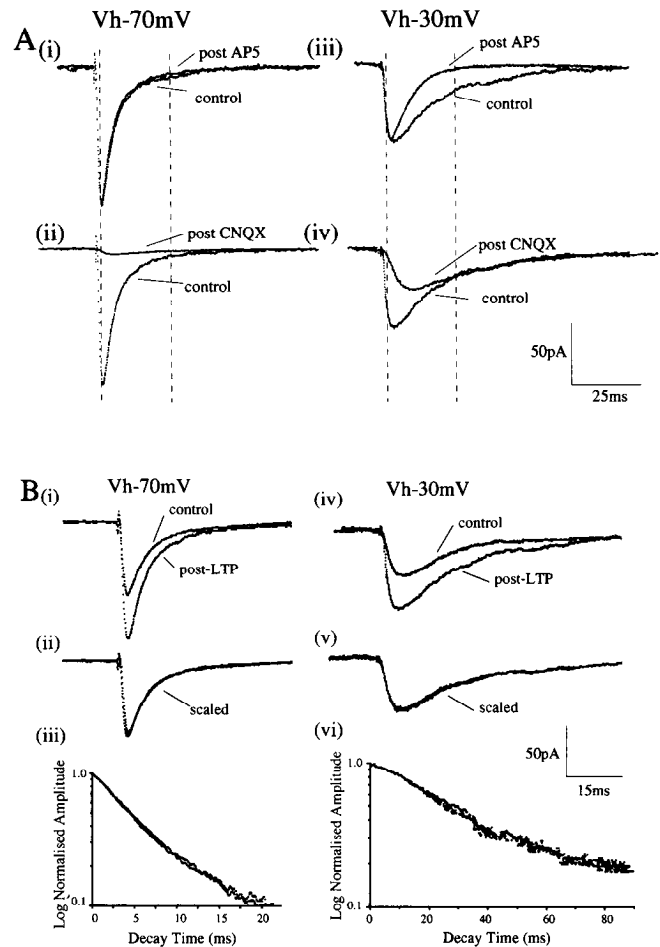 Vh-70mV
Vh-30mV
A
(i)
post AP5
control
(iii)
post AP5
control
(ii)
post CNQX
control
(iv)
post CNQX
control
50pA
25ms
B
Vh-70mV
Vh-30mV
(i)
control
post-LTP
(iv)
control
post-LTP
(ii)
scaled
(v)
scaled
(iii)
(vi)
50pA
15ms
Log Normalised Amplitude
1.0
0.1
0
5
10
15
20
Decay Time (ms)
Log Normalised Amplitude
1.0
0.1
0
20
40
60
80
Decay Time (ms)